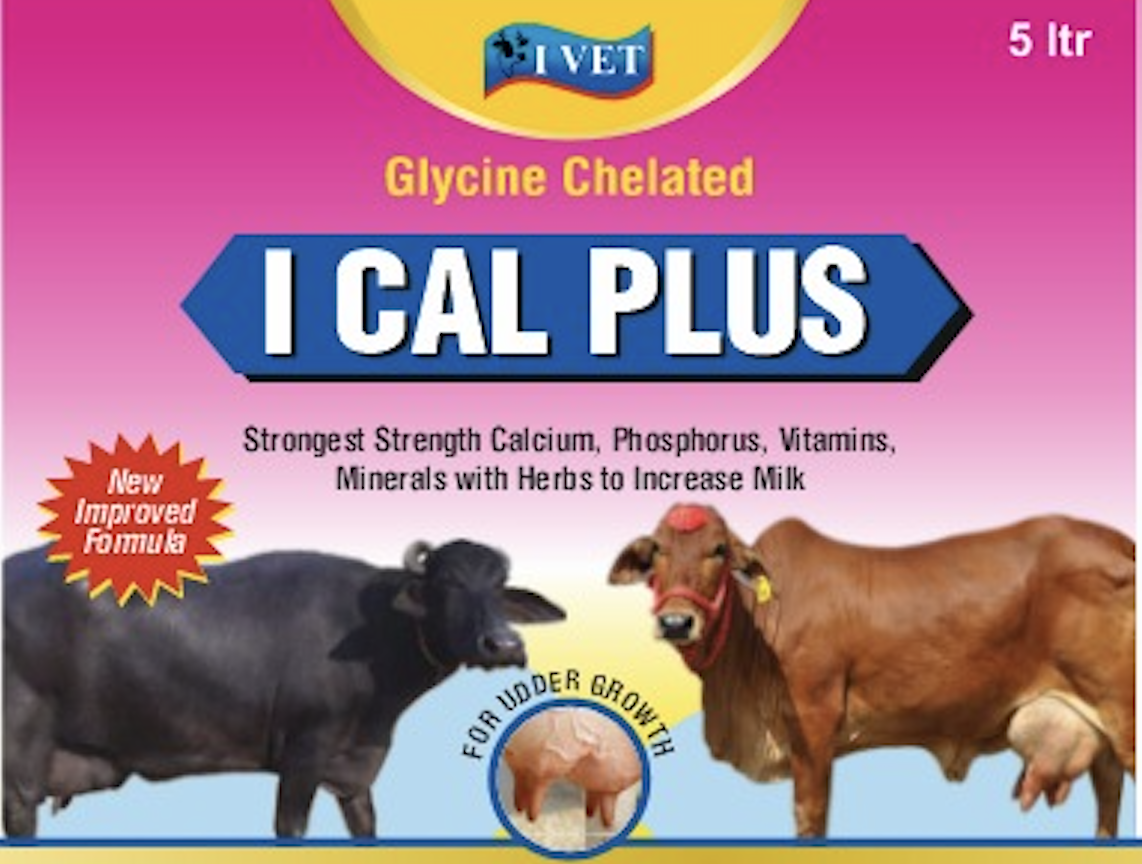 I VET
5 ltr
Glycine Chelated
I CAL PLUS
Strongest Strength Calcium, Phosphorus, Vitamins,
Minerals with Herbs to Increase Milk
New
Improved
Formula
FOR UDDER GROWTH